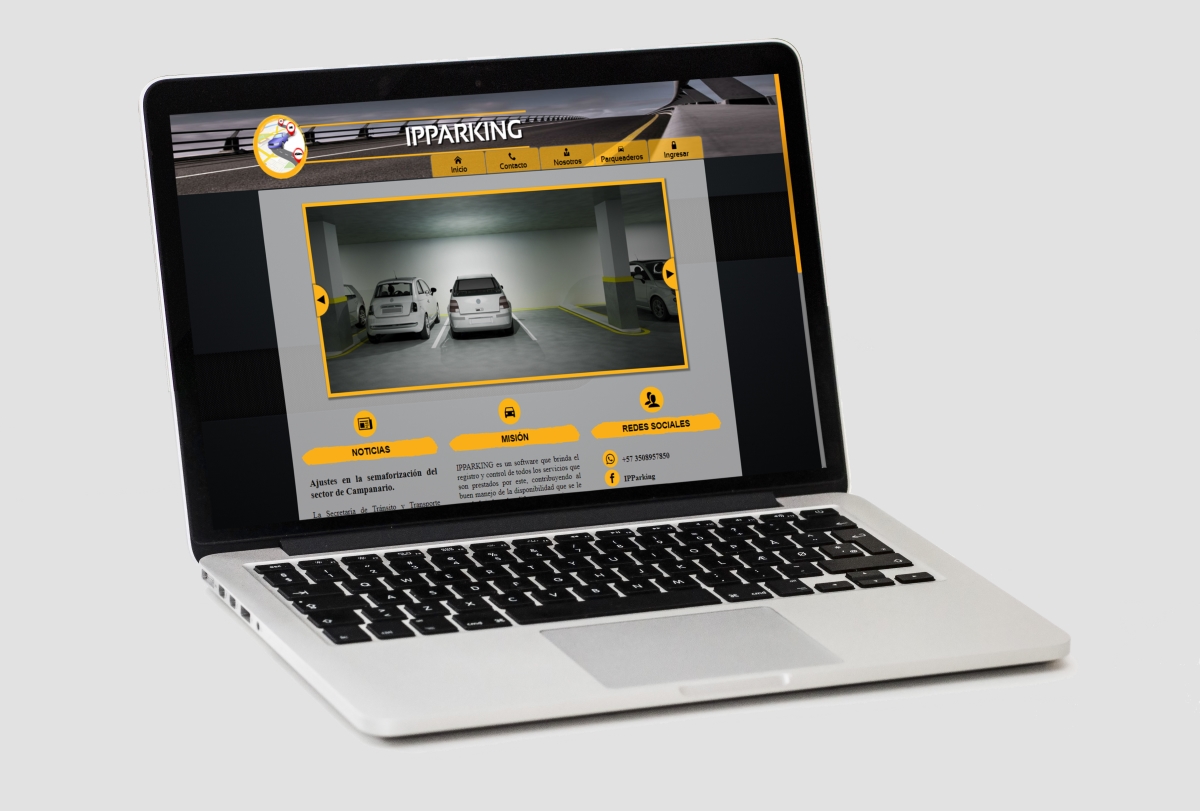 IPPARKING
Inicio
Contacto
Nosotros
Parqueaderos
Ingresar
NOTICIAS
MISIÓN
REDES SOCIALES
Ajustes en la semaforización del
sector de Campanario.
La Secretaría de Tránsito y Transporte
IPPARKING es un software que brinda el
registro y control de todos los servicios que
son prestados por este, contribuyendo al
buen manejo de la disponibilidad que se le
+57 3508957850
IPParking
cmd
cmd